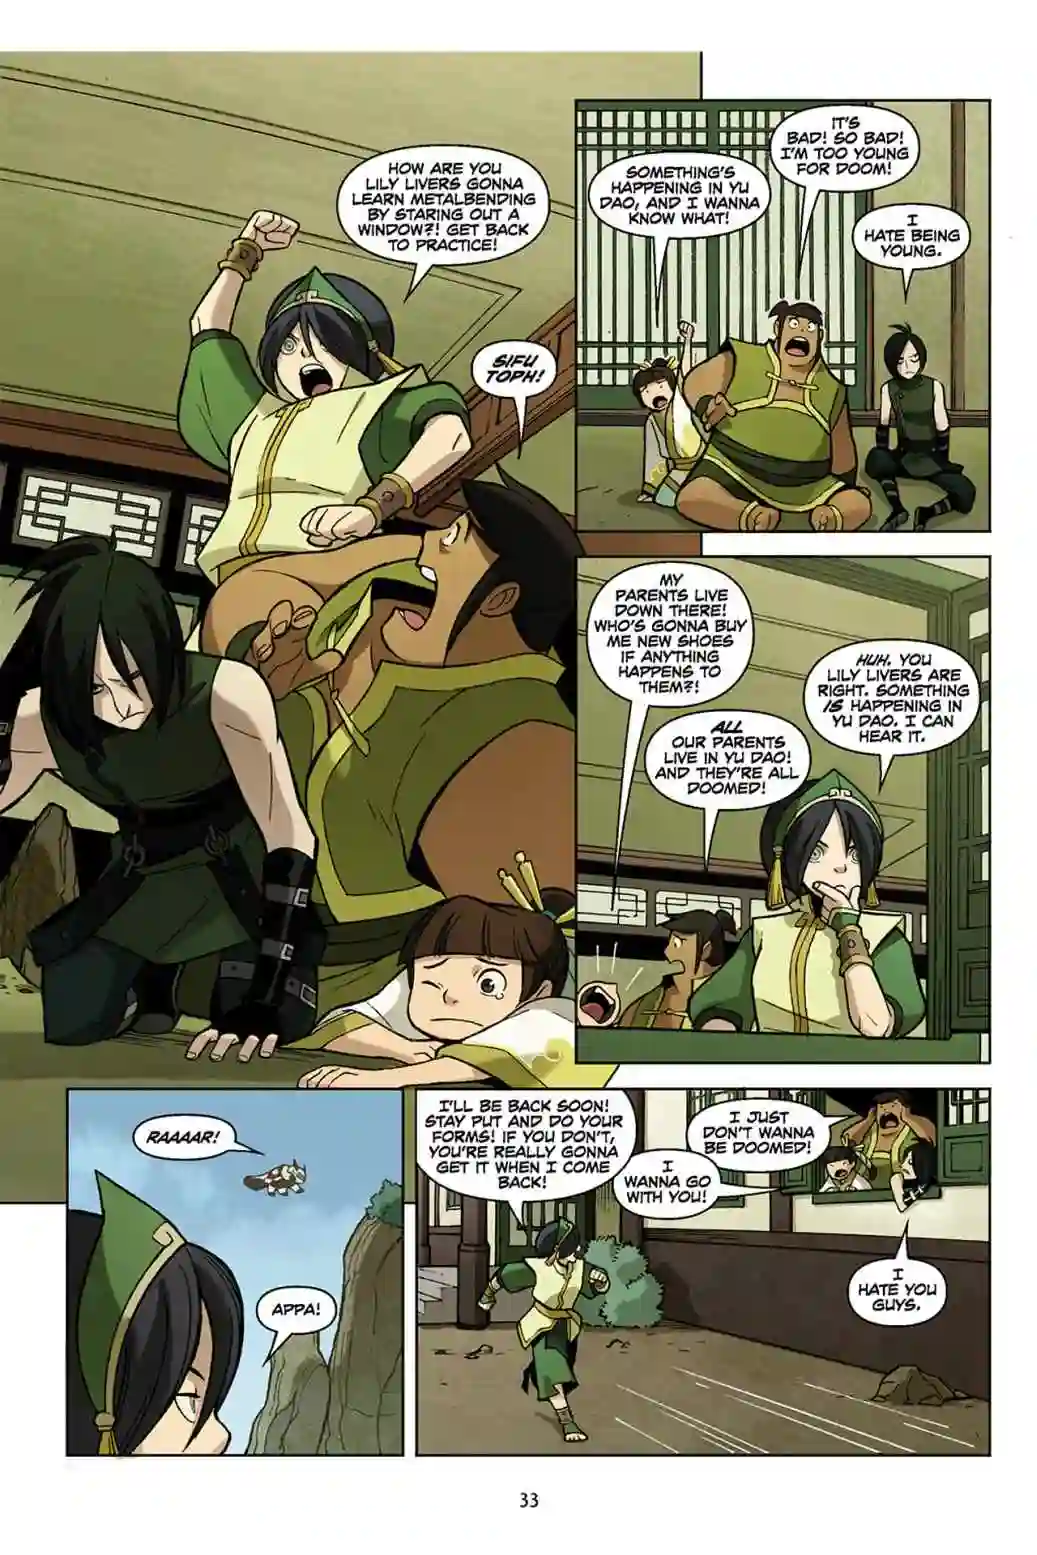 HOW ARE YOU
LILY LIVERS GONNA
LEARN METALBENDING
BY STARING OUT A
WINDOW?! GET BACK
TO PRACTICE!
SIFU
TOPH!
SOMETHING'S
HAPPENING IN YU
DAO, AND I WANNA
KNOW WHAT!
IT'S
BAD! SO BAD!
I'M TOO YOUNG
FOR DOOM!
I
HATE BEING
YOUNG.
MY
PARENTS LIVE
DOWN THERE!
WHO'S GONNA BUY
ME NEW SHOES
IF ANYTHING
HAPPENS TO
THEM?!
ALL
OUR PARENTS
LIVE IN YU DAO!
AND THEY'RE ALL
DOOMED!
HUH. YOU
LILY LIVERS ARE
RIGHT. SOMETHING
IS HAPPENING IN
YU DAO. I CAN
HEAR IT.
RAAAAR!
APPA!
I'LL BE BACK SOON!
STAY PUT AND DO YOUR
FORMS! IF YOU DON'T,
YOU'RE REALLY GONNA
GET IT WHEN I COME
BACK!
I JUST
DON'T WANNA
BE DOOMED!
I
WANNA GO
WITH YOU!
I
HATE YOU
GUYS.
33